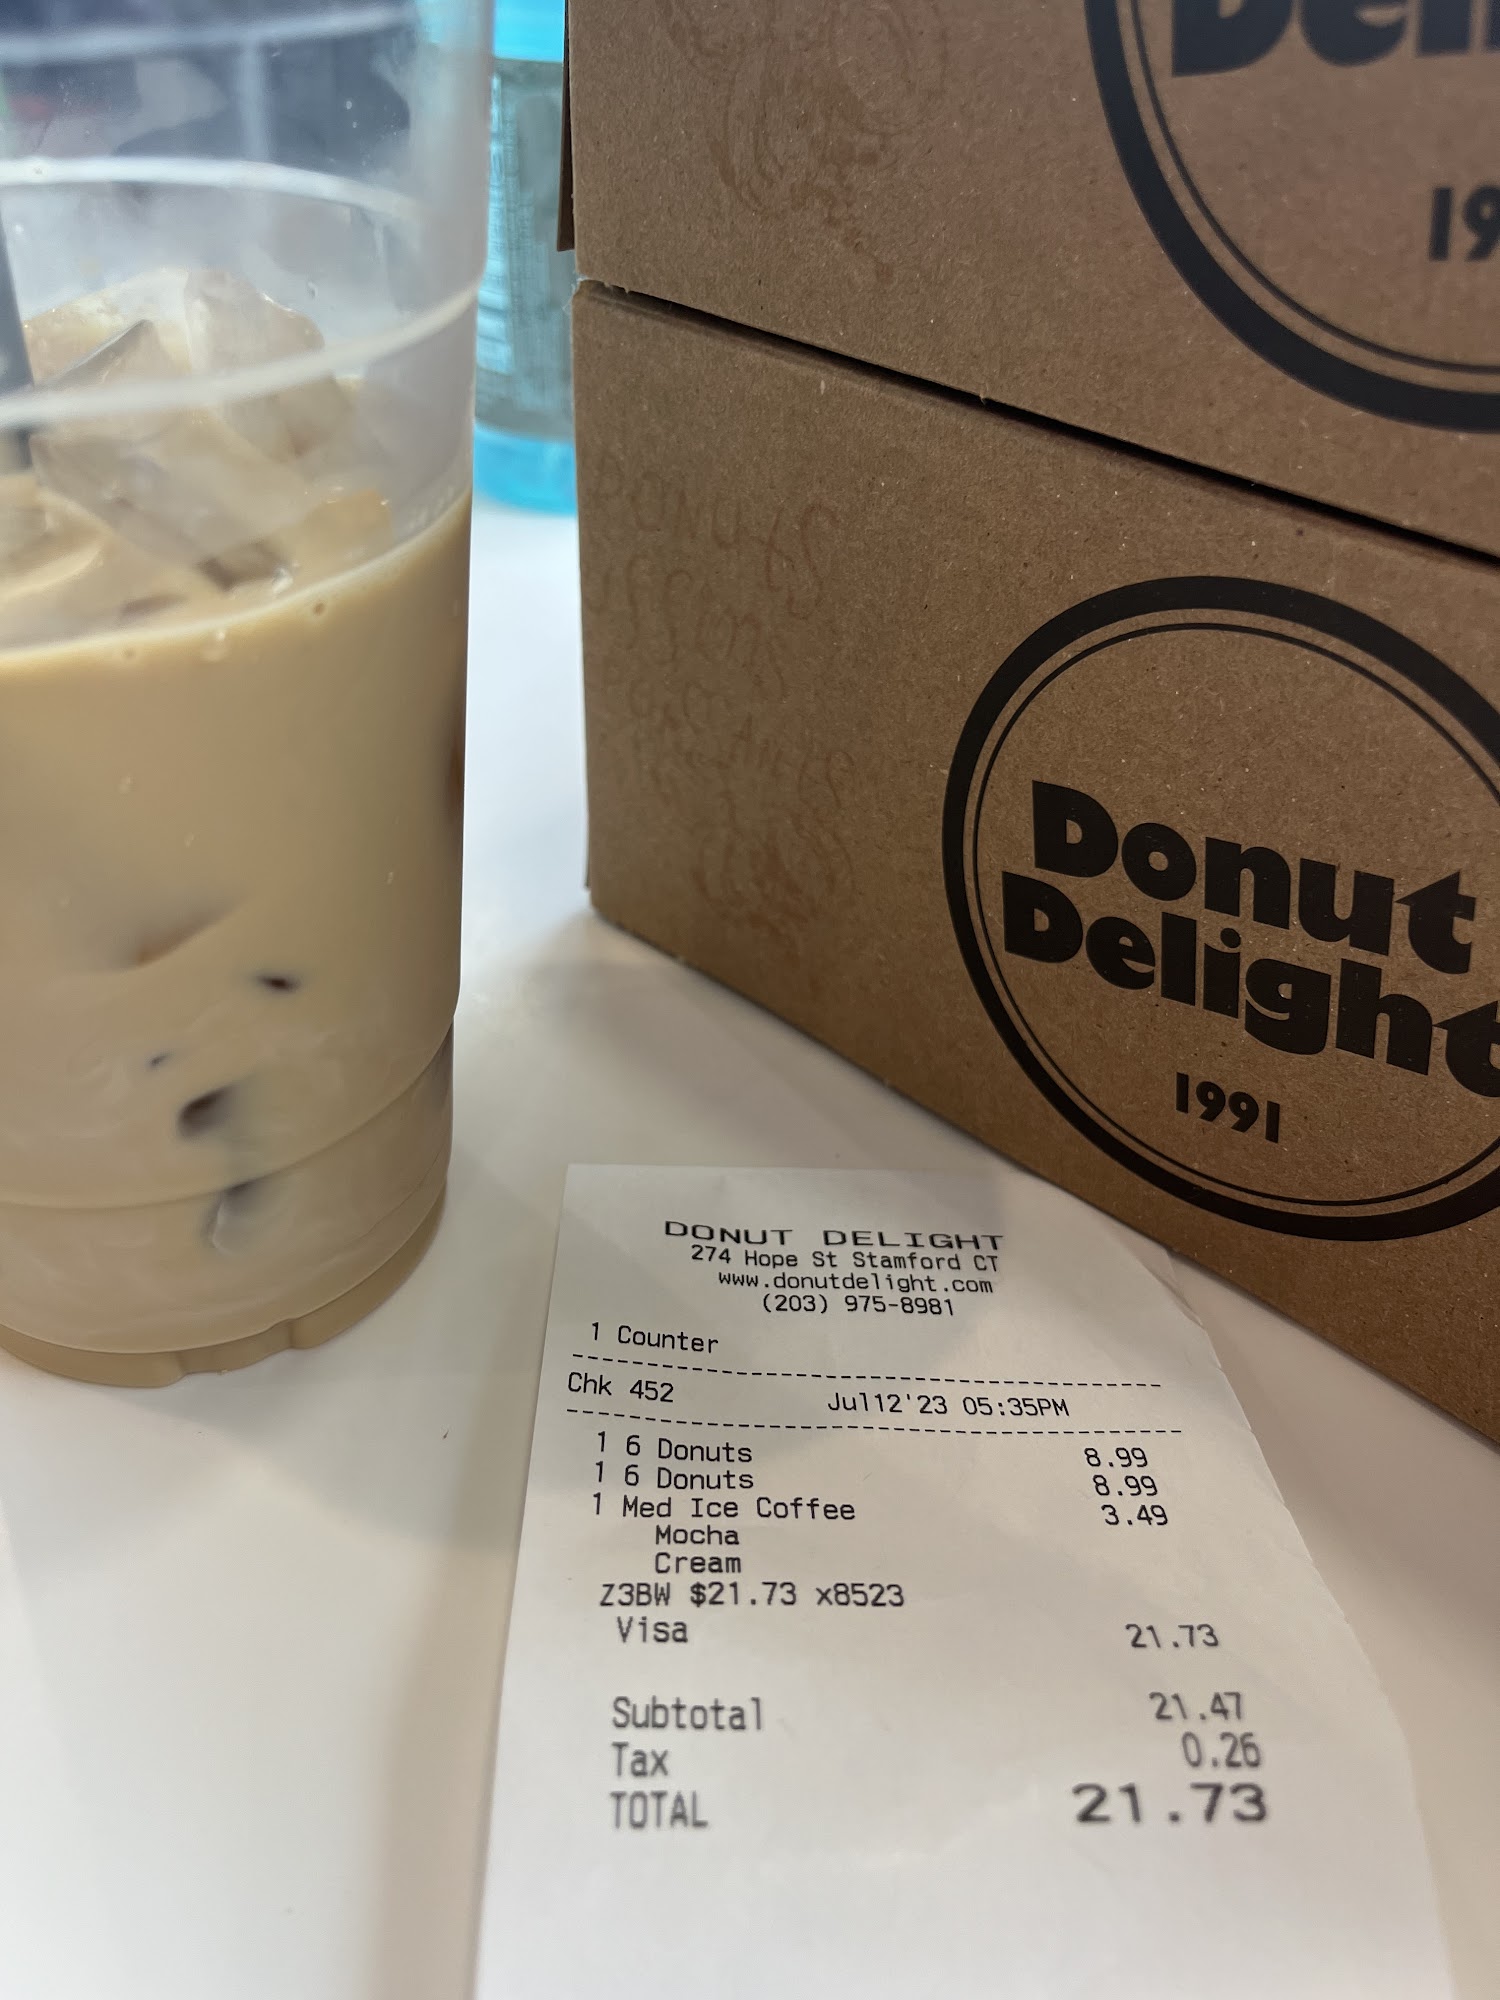 Deli
19
Donut
Delight
1991
DONUT DELIGHT
274 Hope St Stamford CT
www.donutdelight.com
(203) 975-8981
1 Counter
Chk 452 Jul12'23 05:35PM
1 6 Donuts 8.99
1 6 Donuts 8.99
1 Med Ice Coffee 3.49
Mocha
Cream
Z3BW $21.73 x8523
Visa 21.73
Subtotal 21.47
Tax 0.26
TOTAL 21.73